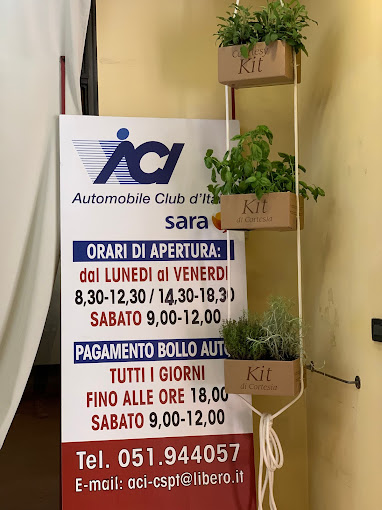 Courtesy
Kit
ACI
Automobile Club d'Ita
sara
Kit
di Cortesia
ORARI DI APERTURA:
dal LUNEDI al VENERDI
8,30-12,30 / 14,30-18,30
SABATO 9,00-12,00
PAGAMENTO BOLLO AUTO
TUTTI I GIORNI
FINO ALLE ORE 18,00
SABATO 9,00-12,00
Kit
di Cortesia
Tel. 051.944057
E-mail: aci-cspt@libero.it